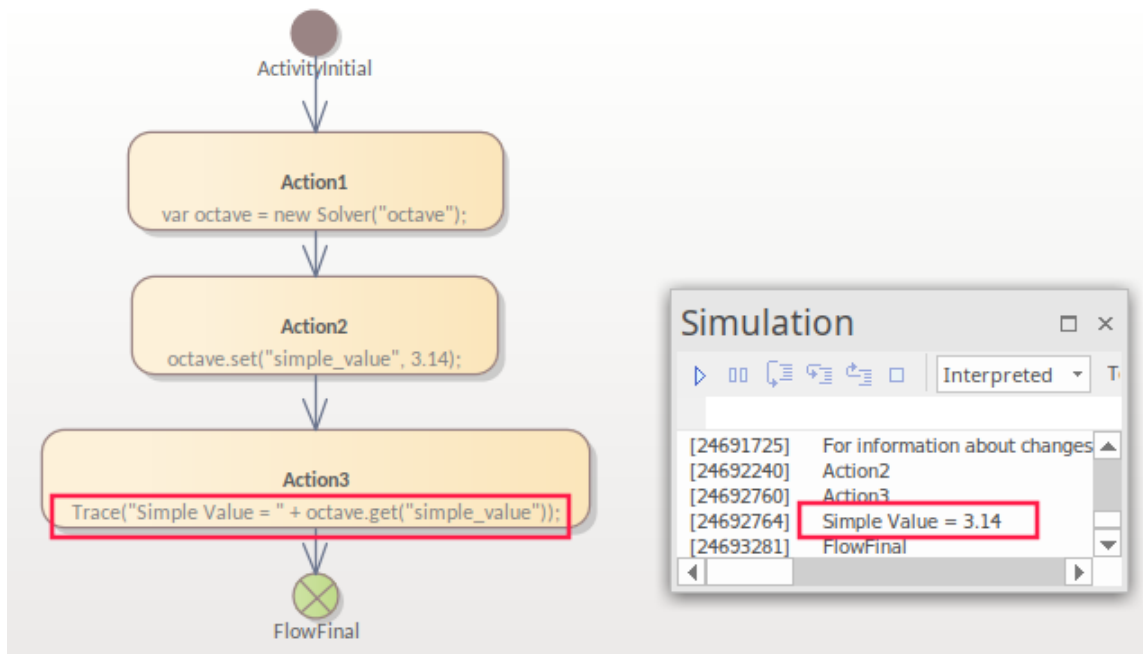 ActivityInitial
Action1
var octave = new Solver("octave");
Action2
octave.set("simple_value", 3.14);
Action3
Trace("Simple Value = " + octave.get("simple_value"));
FlowFinal
Simulation
Interpreted
[24691725] For information about changes
[24692240] Action2
[24692760] Action3
[24692764] Simple Value = 3.14
[24693281] FlowFinal